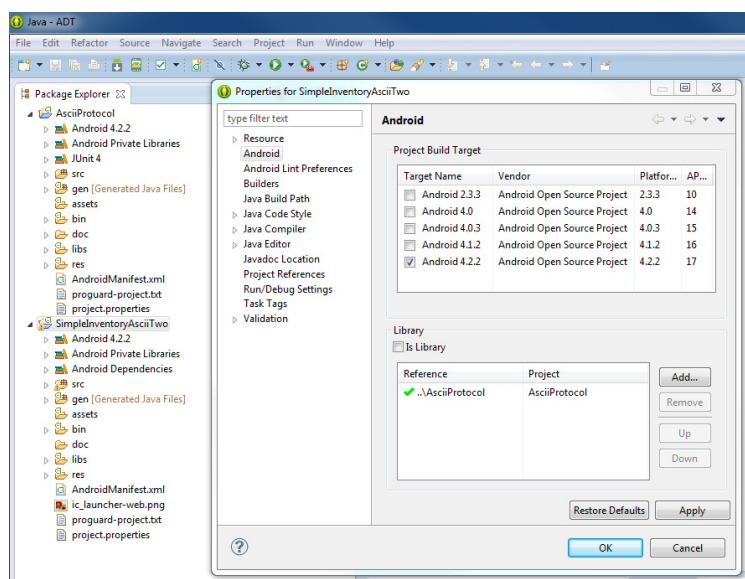 Java - ADT
File Edit Refactor Source Navigate Search Project Run Window Help
Package Explorer
AsciiProtocol
Android 4.2.2
Android Private Libraries
JUnit 4
src
gen [Generated Java Files]
assets
bin
doc
libs
res
AndroidManifest.xml
proguard-project.txt
project.properties
SimpleInventoryAsciiTwo
Android 4.2.2
Android Private Libraries
Android Dependencies
src
gen [Generated Java Files]
assets
bin
doc
libs
res
AndroidManifest.xml
ic_launcher-web.png
proguard-project.txt
project.properties
Properties for SimpleInventoryAsciiTwo
type filter text
Resource
Android
Android Lint Preferences
Builders
Java Build Path
Java Code Style
Java Compiler
Java Editor
Javadoc Location
Project References
Run/Debug Settings
Task Tags
Validation
Android
Project Build Target
Target Name Vendor Platfor... AP...
Android 2.3.3 Android Open Source Project 2.3.3 10
Android 4.0 Android Open Source Project 4.0 14
Android 4.0.3 Android Open Source Project 4.0.3 15
Android 4.1.2 Android Open Source Project 4.1.2 16
Android 4.2.2 Android Open Source Project 4.2.2 17
Library
Is Library
Reference Project
..\AsciiProtocol AsciiProtocol
Add...
Remove
Up
Down
Restore Defaults Apply
OK Cancel